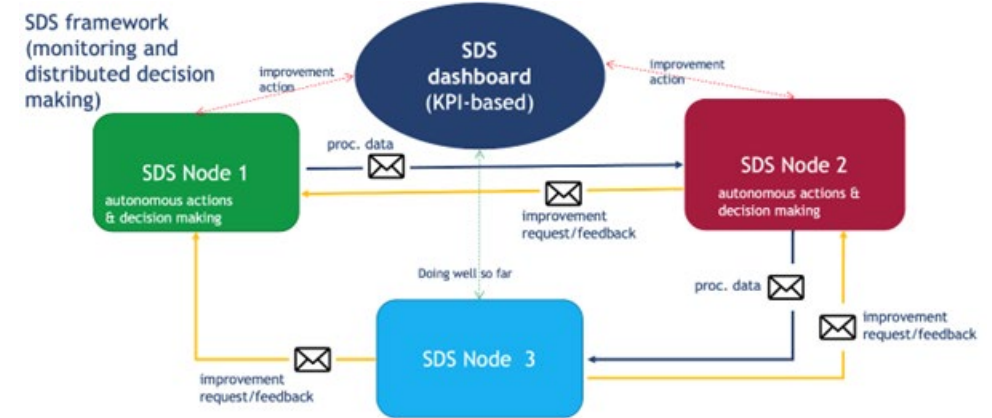 SDS framework
(monitoring and
distributed decision
making)
SDS
dashboard
(KPI-based)
improvement
action
improvement
action
SDS Node 1
autonomous actions
& decision making
proc. data
SDS Node 2
autonomous actions &
decision making
improvement
request/feedback
Doing well so far
proc. data
improvement
request/feedback
SDS Node 3
improvement
request/feedback